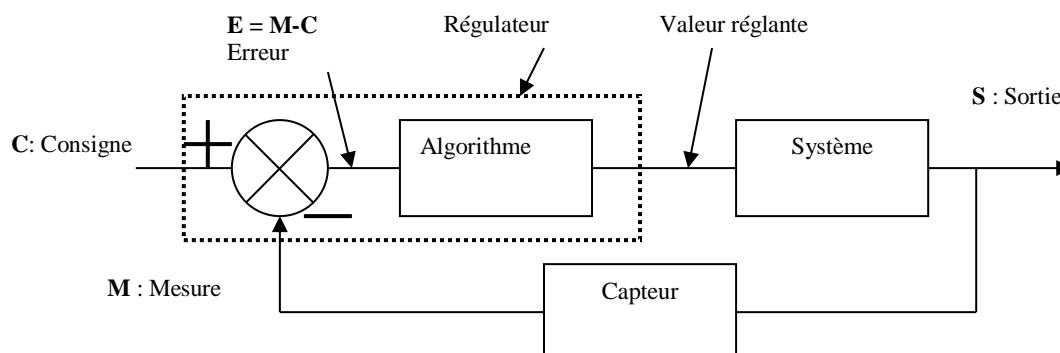 E = M-C
Erreur
Régulateur
Valeur réglante
S : Sortie
C: Consigne
+
Algorithme
Système
−
M : Mesure
Capteur